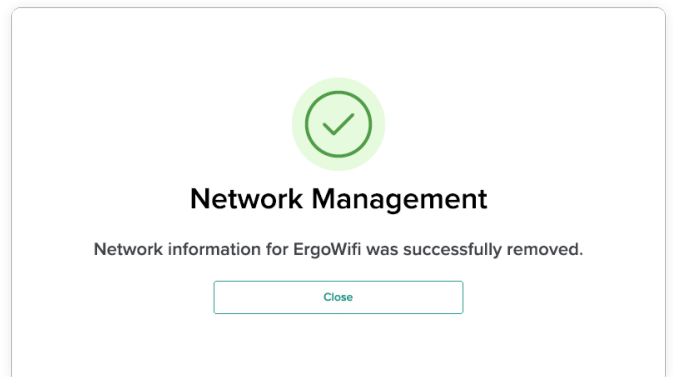 Network Management
Network information for ErgoWifi was successfully removed.
Close